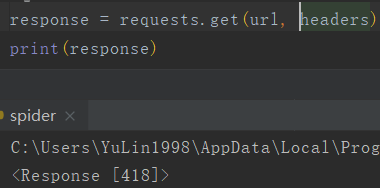 response = requests.get(url, headers)
print(response)
spider ×
C:\Users\YuLin1998\AppData\Local\Prog
<Response [418]>